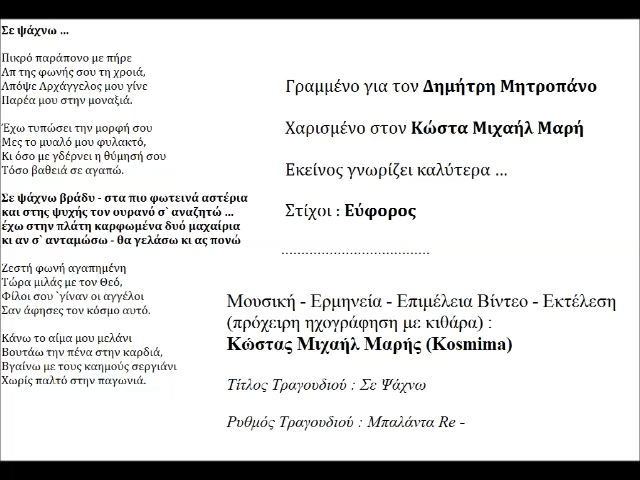 Σε ψάχνω ...
Πικρό παράπονο με πήρε
Απ της φωνής σου τη χροιά,
Απόψε Αρχάγγελος μου γίνε
Παρέα μου στην μοναξιά.
Έχω τυπώσει την μορφή σου
Μες το μυαλό μου φυλακτό,
Κι όσο με γδέρνει η θύμησή σου
Τόσο βαθειά σε αγαπώ.
Σε ψάχνω βράδυ - στα πιο φωτεινά αστέρια
και στης ψυχής τον ουρανό σ` αναζητώ ...
έχω στην πλάτη καρφωμένα δυό μαχαίρια
κι αν σ` ανταμώσω - θα γελάσω κι ας πονώ
Ζεστή φωνή αγαπημένη
Τώρα μιλάς με τον Θεό,
Φίλοι σου `γίναν οι αγγέλοι
Σαν άφησες τον κόσμο αυτό.
Κάνω το αίμα μου μελάνι
Βουτάω την πένα στην καρδιά,
Βγαίνω με τους καημούς σεργιάνι
Χωρίς παλτό στην παγωνιά.
Γραμμένο για τον Δημήτρη Μητροπάνο
Χαρισμένο στον Κώστα Μιχαήλ Μαρή
Εκείνος γνωρίζει καλύτερα ...
Στίχοι : Εύφορος
.....................................
Μουσική - Ερμηνεία - Επιμέλεια Βίντεο - Εκτέλεση
(πρόχειρη ηχογράφηση με κιθάρα) :
Κώστας Μιχαήλ Μαρής (Kosmima)
Τίτλος Τραγουδιού : Σε Ψάχνω
Ρυθμός Τραγουδιού : Μπαλάντα Re -